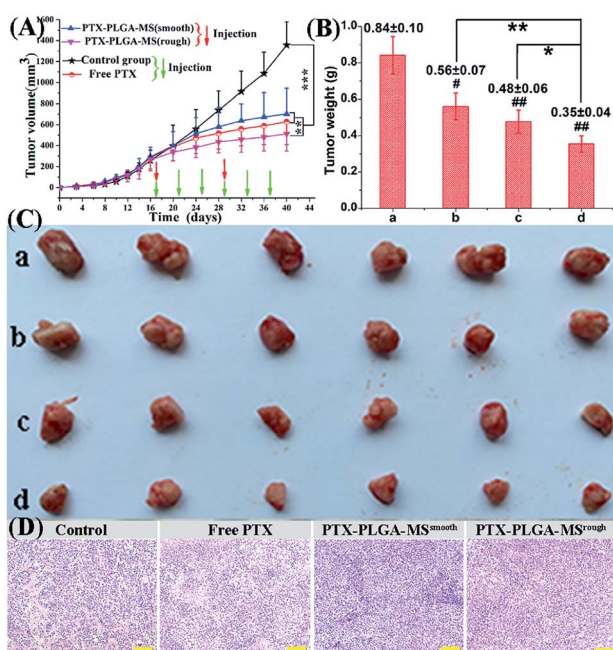 (A)
1600
1400
1200
1000
800
600
400
200
0
Tumor volume(mm³)
PTX-PLGA-MS(smooth)
PTX-PLGA-MS(rough)
Injection
Control group
Free PTX
Injection
***
**
0 4 8 12 16 20 24 28 32 36 40 44
Time (days)
(B)
1.0
0.8
0.6
0.4
0.2
0.0
Tumor weight (g)
**
*
0.84±0.10
0.56±0.07
#
0.48±0.06
##
0.35±0.04
##
a b c d
(C)
a
b
c
d
(D)
Control Free PTX PTX-PLGA-MSsmooth PTX-PLGA-MSrough